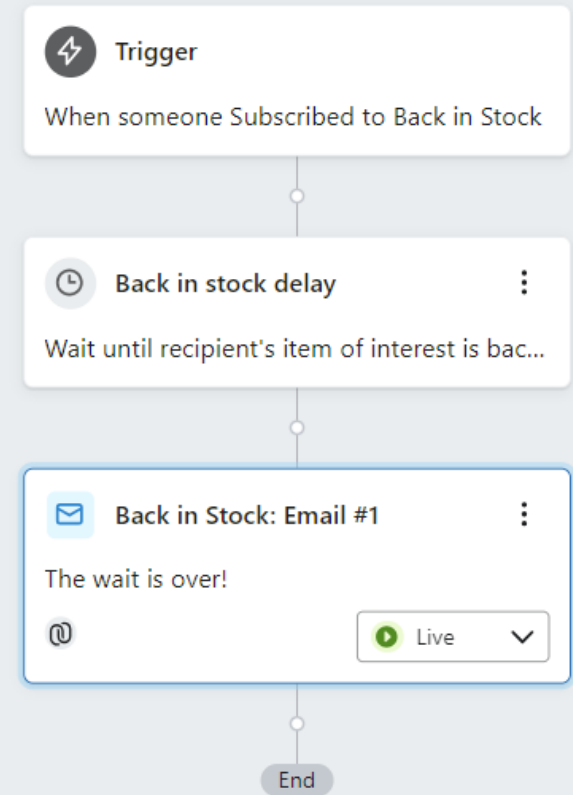 Trigger
When someone Subscribed to Back in Stock
Back in stock delay
Wait until recipient's item of interest is bac...
Back in Stock: Email #1
The wait is over!
Live
End